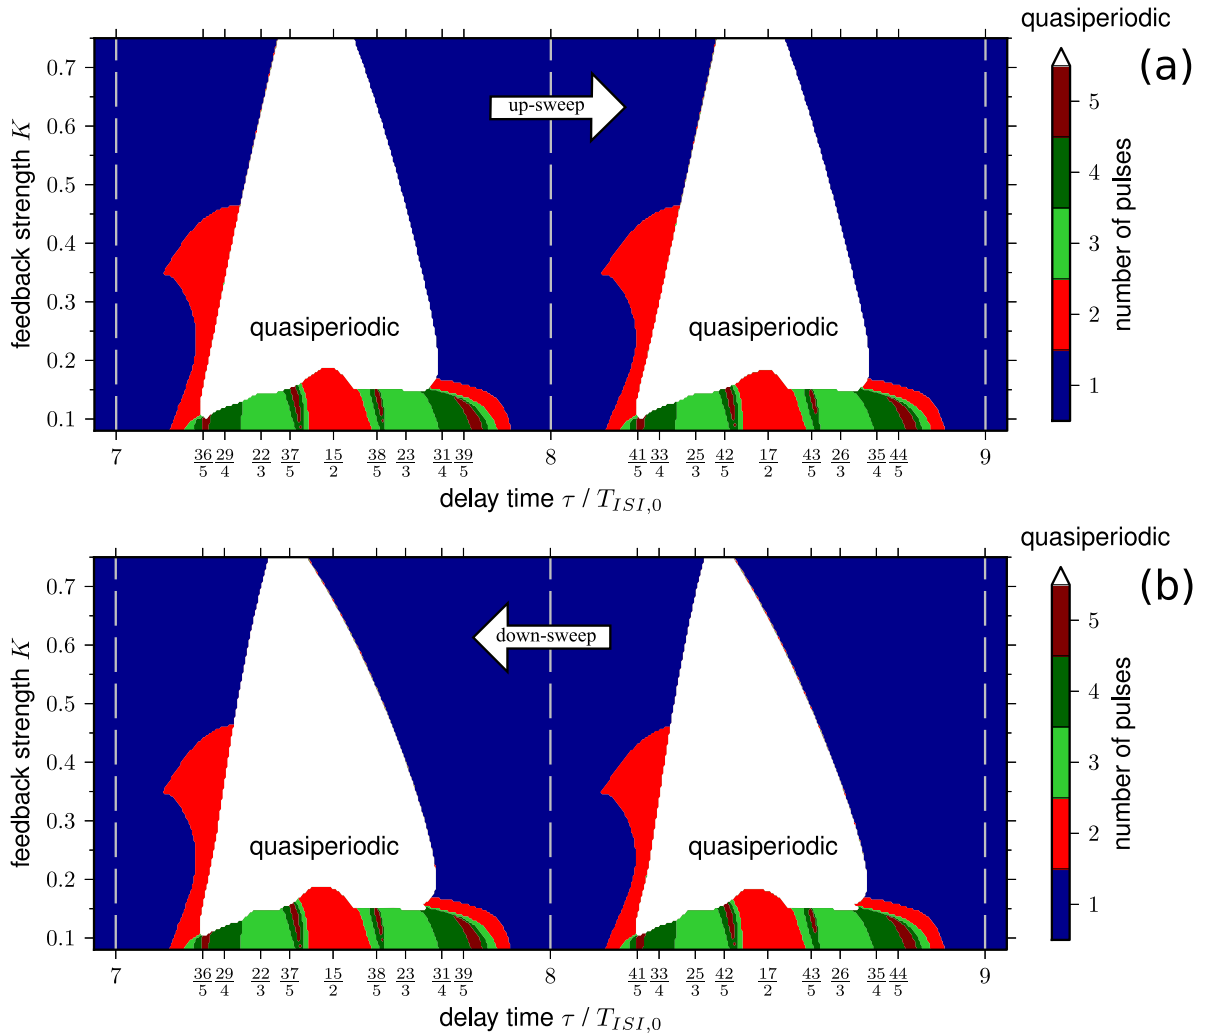 quasiperiodic
(a)
up-sweep
quasiperiodic
quasiperiodic
feedback strength K
0.7
0.6
0.5
0.4
0.3
0.2
0.1
5
4
3
2
1
number of pulses
7 36/5 29/4 22/3 37/5 15/2 38/5 23/3 31/4 39/5 8 41/5 33/4 25/3 42/5 17/2 43/5 26/3 35/4 44/5 9
delay time τ / T_{ISI,0}
quasiperiodic
(b)
down-sweep
quasiperiodic
quasiperiodic
feedback strength K
0.7
0.6
0.5
0.4
0.3
0.2
0.1
5
4
3
2
1
number of pulses
7 36/5 29/4 22/3 37/5 15/2 38/5 23/3 31/4 39/5 8 41/5 33/4 25/3 42/5 17/2 43/5 26/3 35/4 44/5 9
delay time τ / T_{ISI,0}